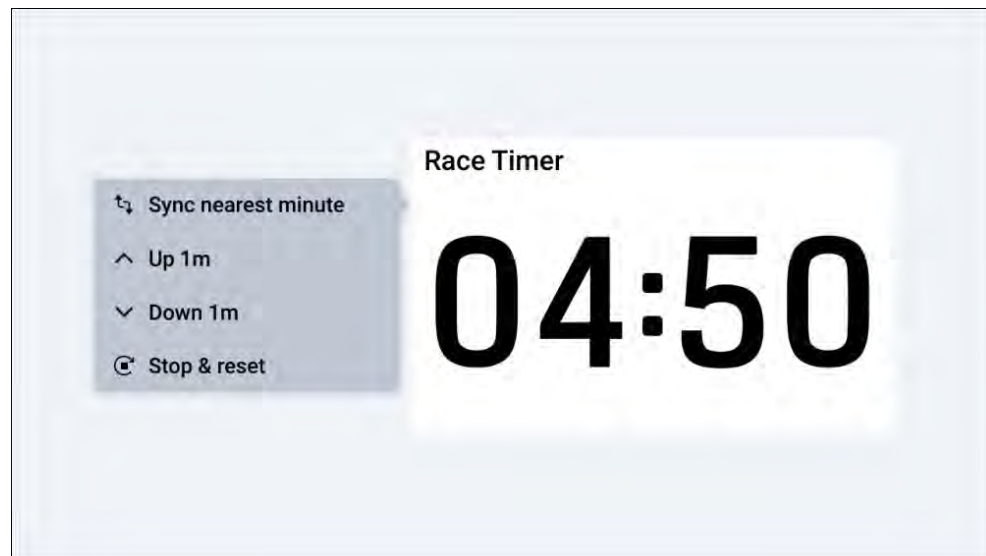 Race Timer
Sync nearest minute
Up 1m
Down 1m
Stop & reset
04:50